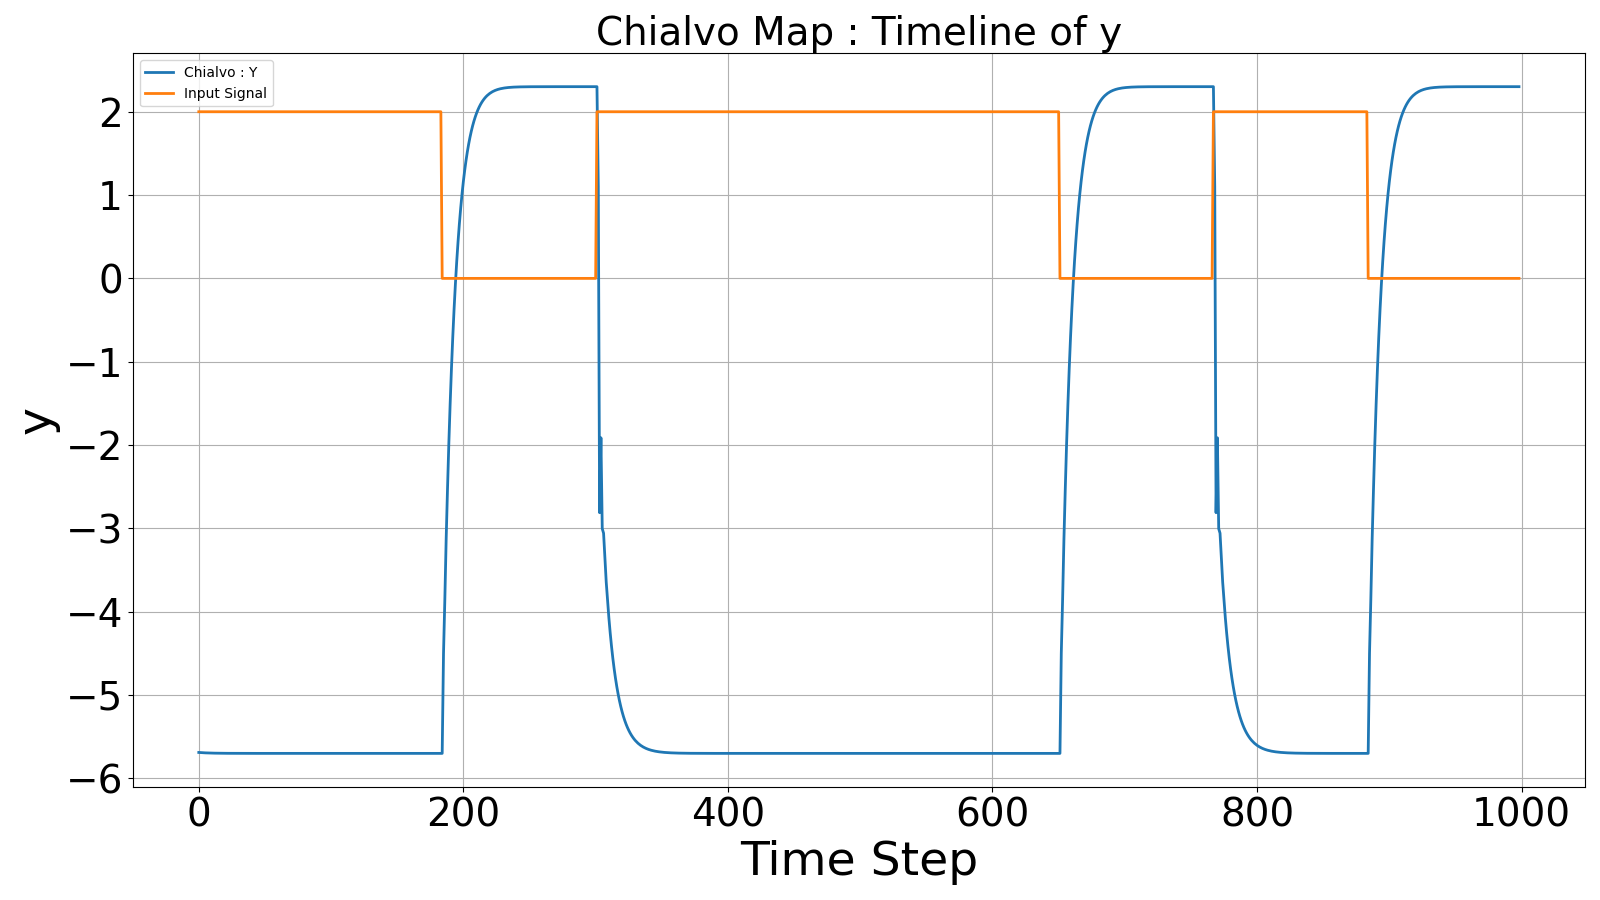 Chialvo Map : Timeline of y
Chialvo : Y
Input Signal
2
1
0
−1
−2
−3
−4
−5
−6
y
0 200 400 600 800 1000
Time Step